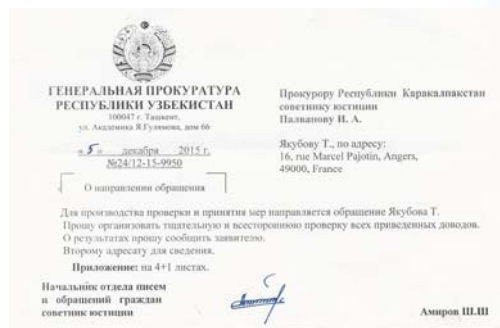 ГЕНЕРАЛЬНАЯ ПРОКУРАТУРА
РЕСПУБЛИКИ УЗБЕКИСТАН
100047 г. Ташкент,
ул. Академика Я.Гулямова, дом 66
« 5 » декабря 2015 г.
№24/12-15-9950
О направлении обращения
Прокурору Республики Каракалпакстан
советнику юстиции
Палванову И. А.
Якубову Т., по адресу:
16, rue Marcel Pajotin, Angers,
49000, France
Для производства проверки и принятия мер направляется обращение Якубова Т.
Прошу организовать тщательную и всестороннюю проверку всех приведенных доводов.
О результатах прошу сообщить заявителю.
Второму адресату для сведения.
Приложение: на 4+1 листах.
Начальник отдела писем
и обращений граждан
советник юстиции
Амиров Ш.Ш